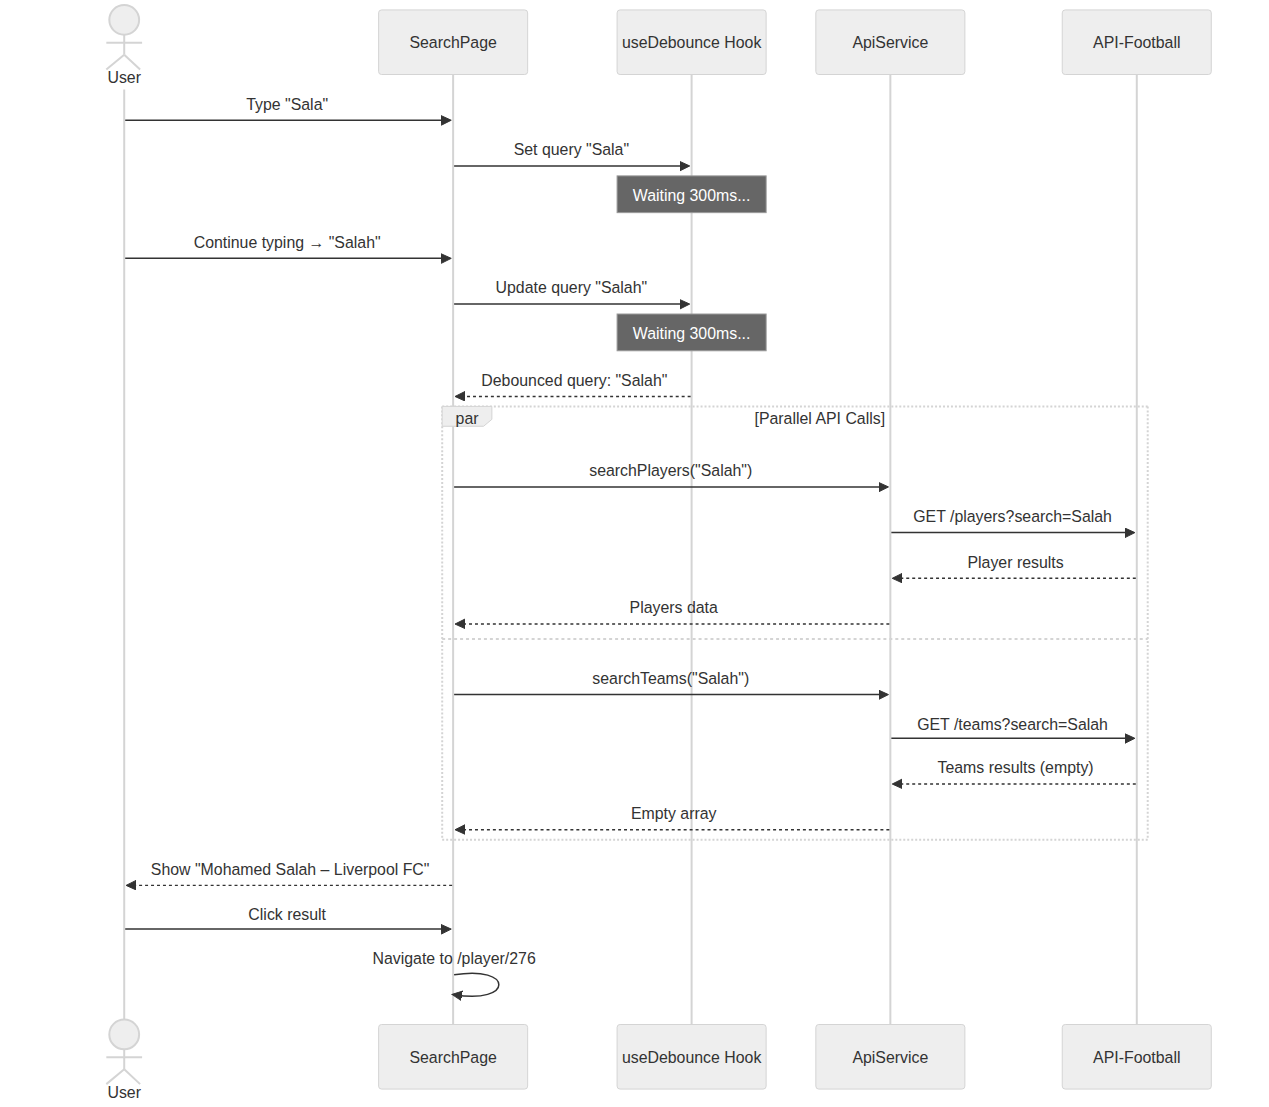 User
SearchPage
useDebounce Hook
ApiService
API-Football
Type "Sala"
Set query "Sala"
Waiting 300ms...
Continue typing → "Salah"
Update query "Salah"
Waiting 300ms...
Debounced query: "Salah"
par
[Parallel API Calls]
searchPlayers("Salah")
GET /players?search=Salah
Player results
Players data
searchTeams("Salah")
GET /teams?search=Salah
Teams results (empty)
Empty array
Show "Mohamed Salah – Liverpool FC"
Click result
Navigate to /player/276
User
SearchPage
useDebounce Hook
ApiService
API-Football